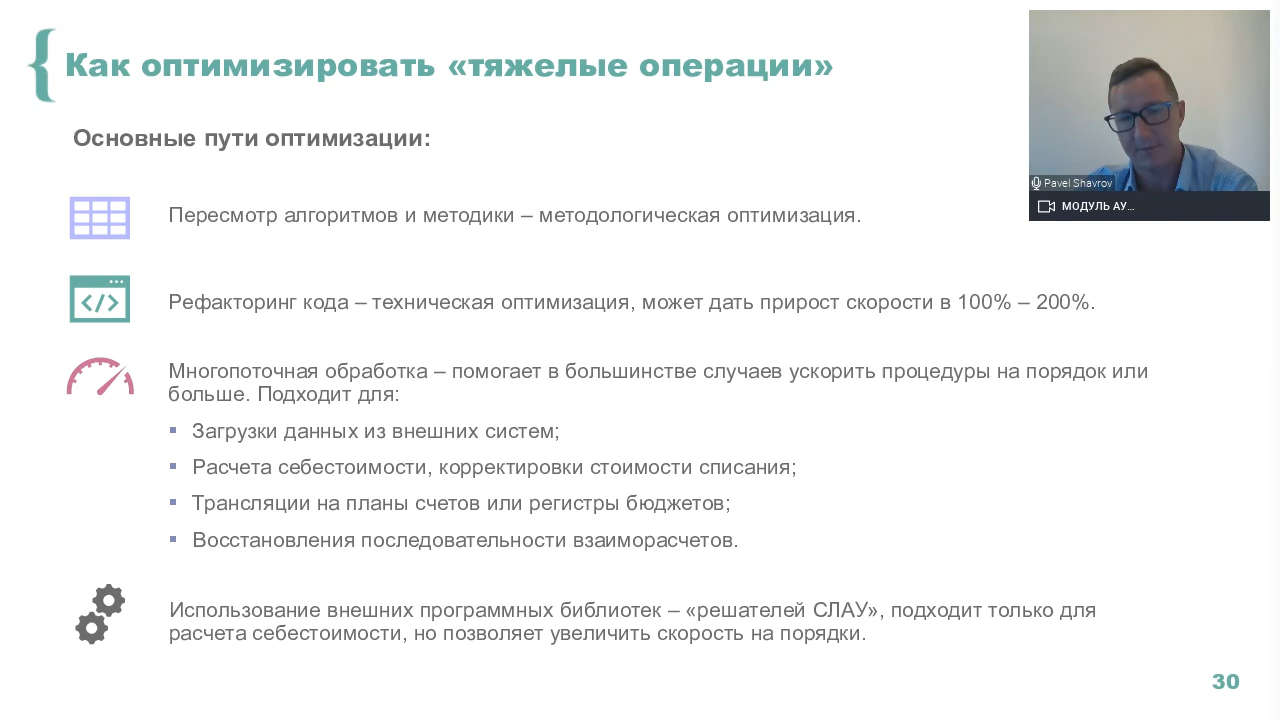 Как оптимизировать «тяжелые операции»
Основные пути оптимизации:
Пересмотр алгоритмов и методики – методологическая оптимизация.
Рефакторинг кода – техническая оптимизация, может дать прирост скорости в 100% – 200%.
Многопоточная обработка – помогает в большинстве случаев ускорить процедуры на порядок или
больше. Подходит для:
▪ Загрузки данных из внешних систем;
▪ Расчета себестоимости, корректировки стоимости списания;
▪ Трансляции на планы счетов или регистры бюджетов;
▪ Восстановления последовательности взаиморасчетов.
Использование внешних программных библиотек – «решателей СЛАУ», подходит только для
расчета себестоимости, но позволяет увеличить скорость на порядки.
30
Pavel Shavrov
МОДУЛЬ АУ...